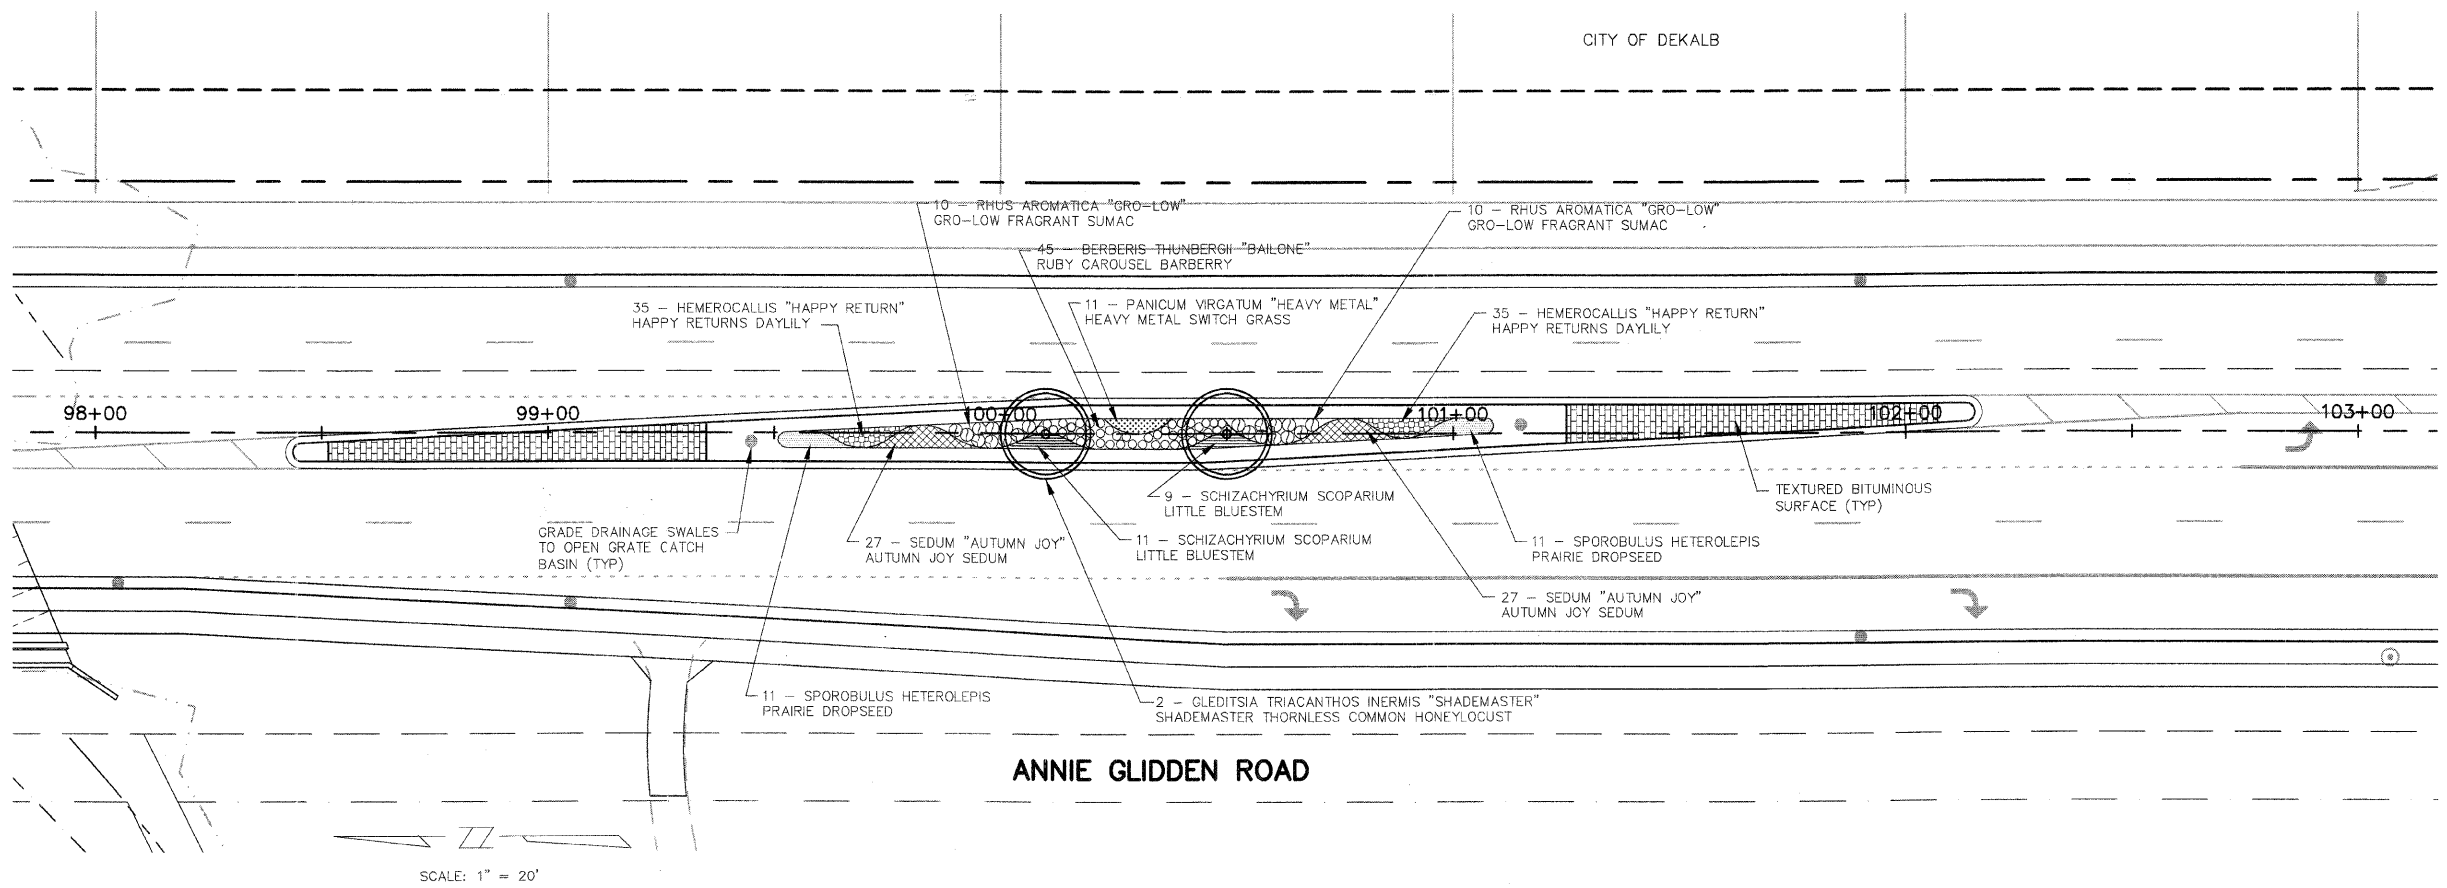 CITY OF DEKALB
10 — RHUS AROMATICA "GRO-LOW"
GRO-LOW FRAGRANT SUMAC
10 — RHUS AROMATICA "GRO-LOW"
GRO-LOW FRAGRANT SUMAC
45 — BERBERIS THUNBERGII "BAILONE"
RUBY CAROUSEL BARBERRY
35 — HEMEROCALLIS "HAPPY RETURN"
HAPPY RETURNS DAYLILY
11 — PANICUM VIRGATUM "HEAVY METAL"
HEAVY METAL SWITCH GRASS
35 — HEMEROCALLIS "HAPPY RETURN"
HAPPY RETURNS DAYLILY
98+00
99+00
100+00
101+00
102+00
103+00
9 — SCHIZACHYRIUM SCOPARIUM
LITTLE BLUESTEM
TEXTURED BITUMINOUS
SURFACE (TYP)
GRADE DRAINAGE SWALES
TO OPEN GRATE CATCH
BASIN (TYP)
27 — SEDUM "AUTUMN JOY"
AUTUMN JOY SEDUM
11 — SCHIZACHYRIUM SCOPARIUM
LITTLE BLUESTEM
11 — SPOROBULUS HETEROLEPIS
PRAIRIE DROPSEED
27 — SEDUM "AUTUMN JOY"
AUTUMN JOY SEDUM
11 — SPOROBULUS HETEROLEPIS
PRAIRIE DROPSEED
2 — GLEDITSIA TRIACANTHOS INERMIS "SHADEMASTER"
SHADEMASTER THORNLESS COMMON HONEYLOCUST
ANNIE GLIDDEN ROAD
Z
SCALE: 1" = 20'